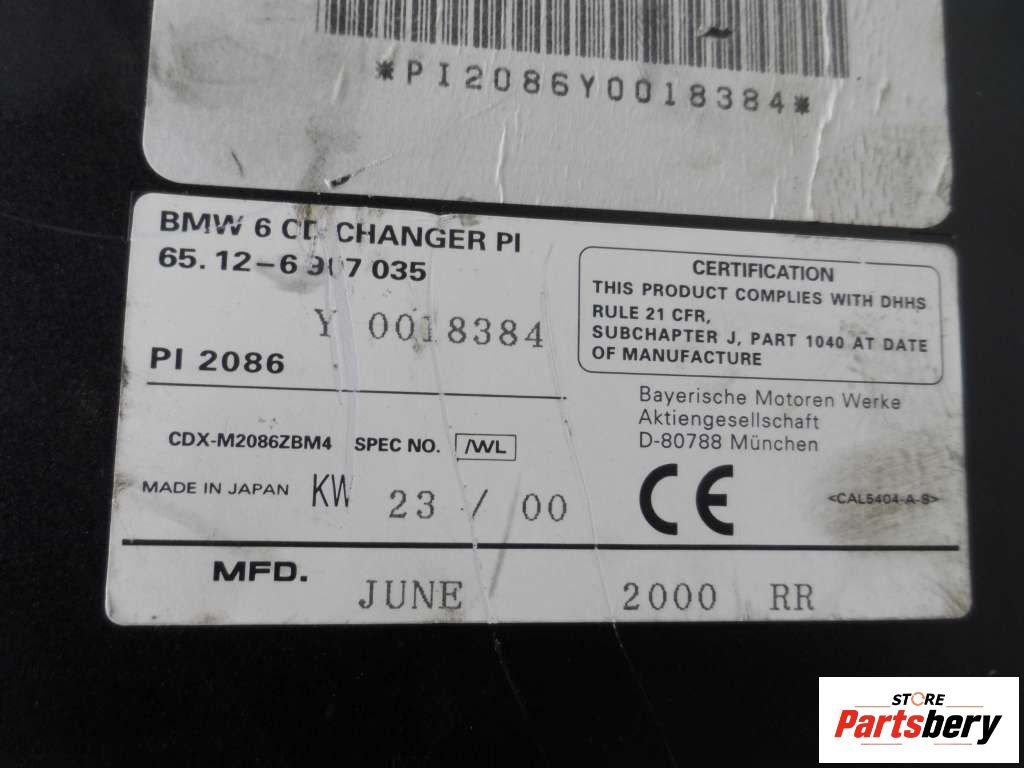 *PI2086Y0018384*
BMW 6 CD CHANGER PI
65.12-6 907 035
Y 0018384
PI 2086
CERTIFICATION
THIS PRODUCT COMPLIES WITH DHHS
RULE 21 CFR,
SUBCHAPTER J, PART 1040 AT DATE
OF MANUFACTURE
Bayerische Motoren Werke
Aktiengesellschaft
D-80788 München
CDX-M2086ZBM4 SPEC NO. /WL
MADE IN JAPAN KW 23 / 00
CE
<CAL5404-A-S>
MFD. JUNE 2000 RR
STORE
Partsbery